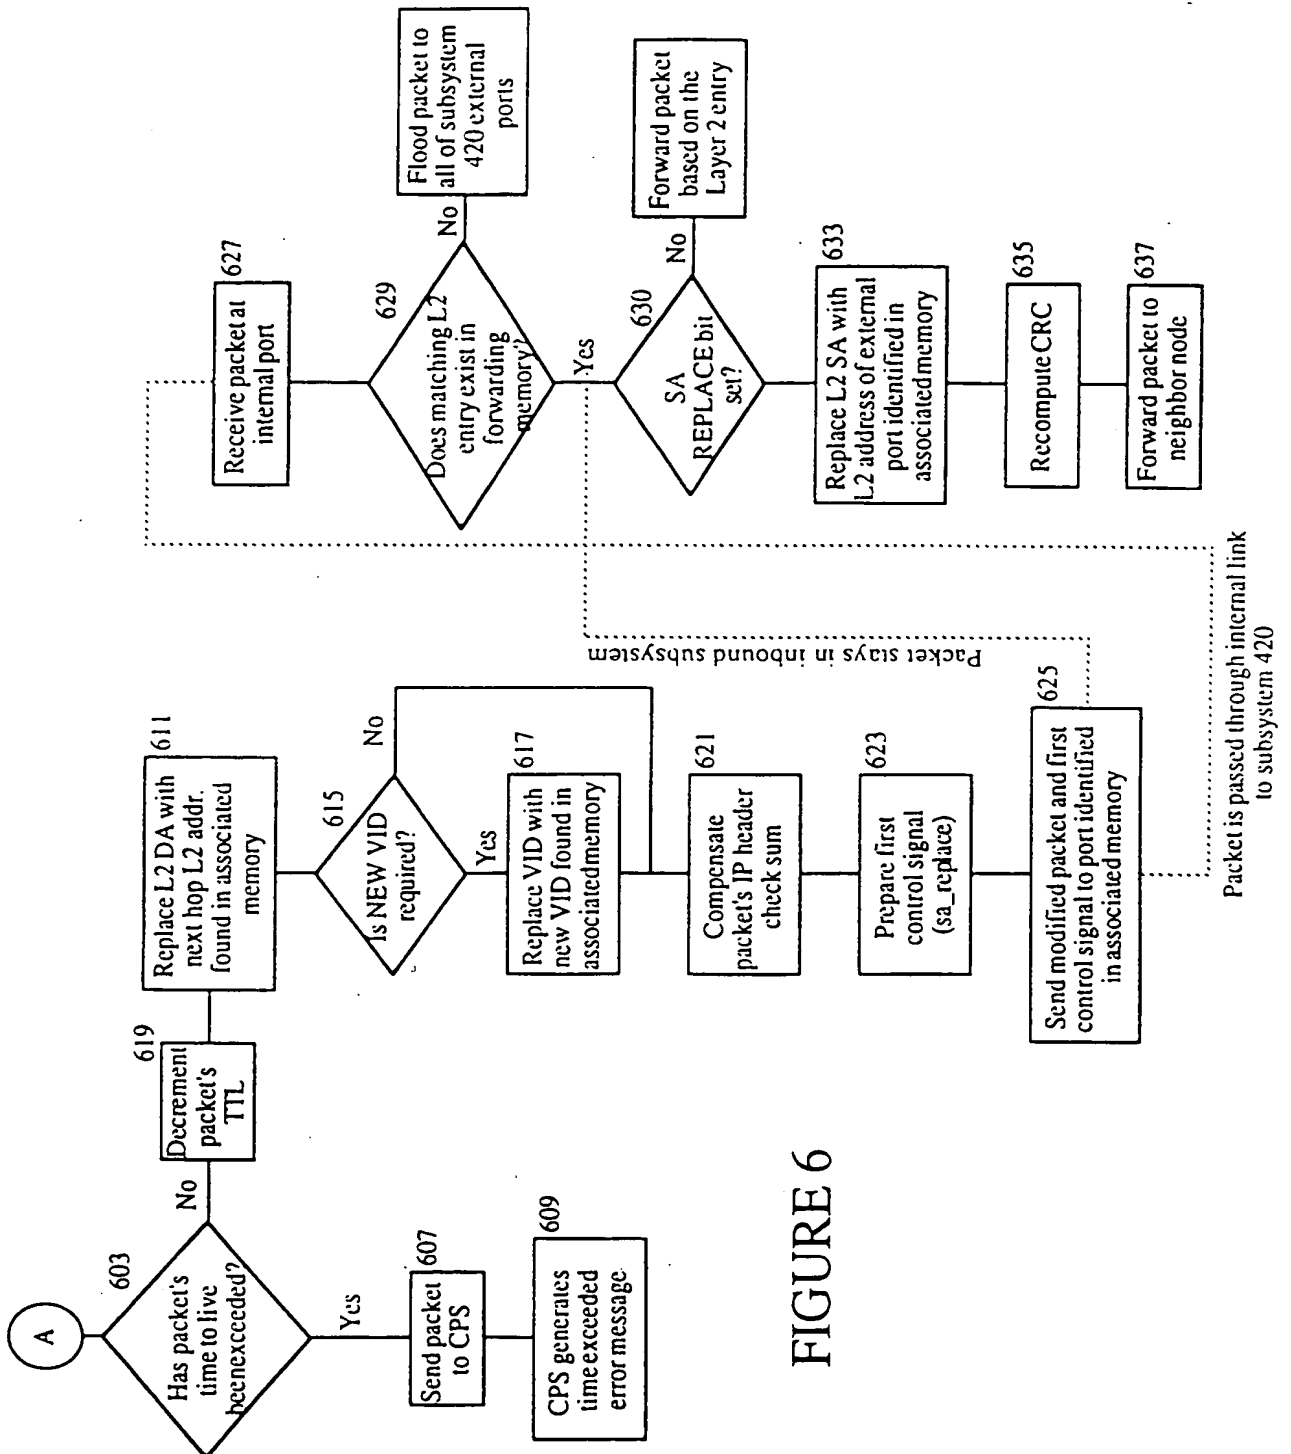 A
603
Has packet's
time to live
beenexceeded?
Yes
607
Send packet
to CPS
609
CPS generates
time exceeded
error message
No
619
Decrement
packet's
TTL
611
Replace L2 DA with
next hop L2 addr.
found in associated
memory
615
Is NEW VID
required?
No
Yes
617
Replace VID with
new VID found in
associatedmemory
621
Compensate
packet's IP header
check sum
623
Prepare first
control signal
(sa_replace)
625
Send modified packet and first
control signal to port identified
in associated memory
Packet stays in inbound subsystem
Packet is passed through internal link
to subsystem 420
627
Receive packet at
internal port
629
Does matching L2
entry exist in
forwarding
memory?
No
Flood packet to
all of subsystem
420 external
ports
Yes
630
SA
REPLACE bit
set?
No
Forward packet
based on the
Layer 2 entry
633
Replace L2 SA with
L2 address of external
port identified in
associated memory
635
Recompute CRC
637
Forward packet to
neighbor node
FIGURE 6